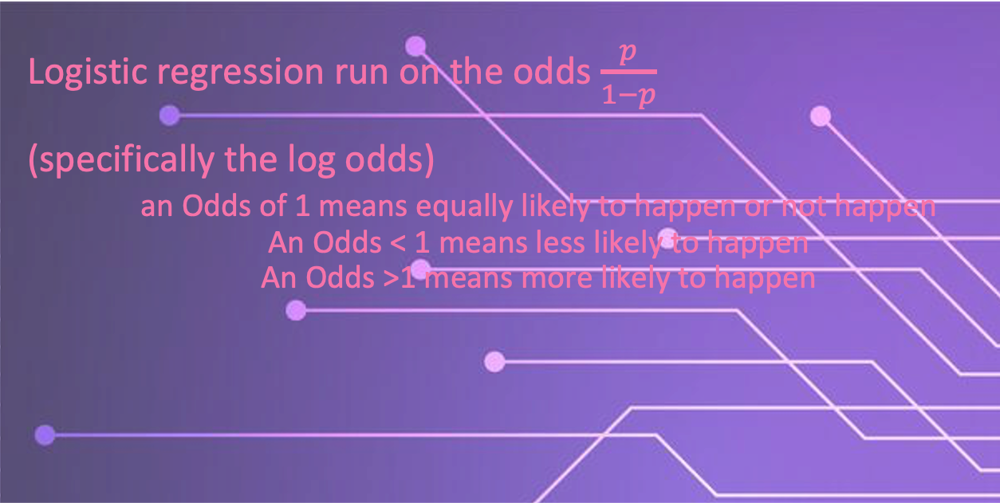 Logistic regression run on the odds p/1−p
(specifically the log odds)
an Odds of 1 means equally likely to happen or not happen
An Odds < 1 means less likely to happen
An Odds >1 means more likely to happen